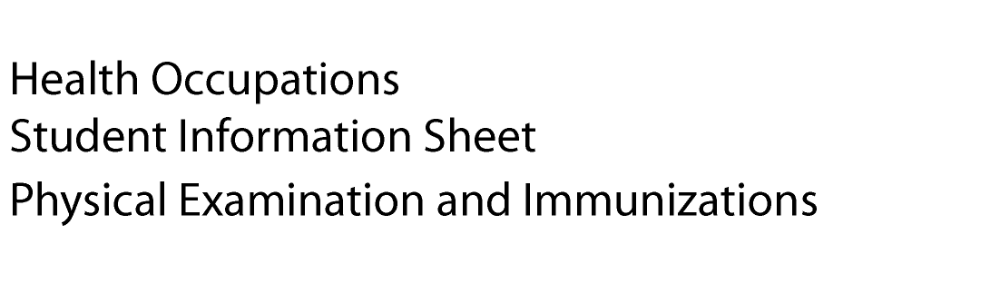 Health Occupations
Student Information Sheet
Physical Examination and Immunizations